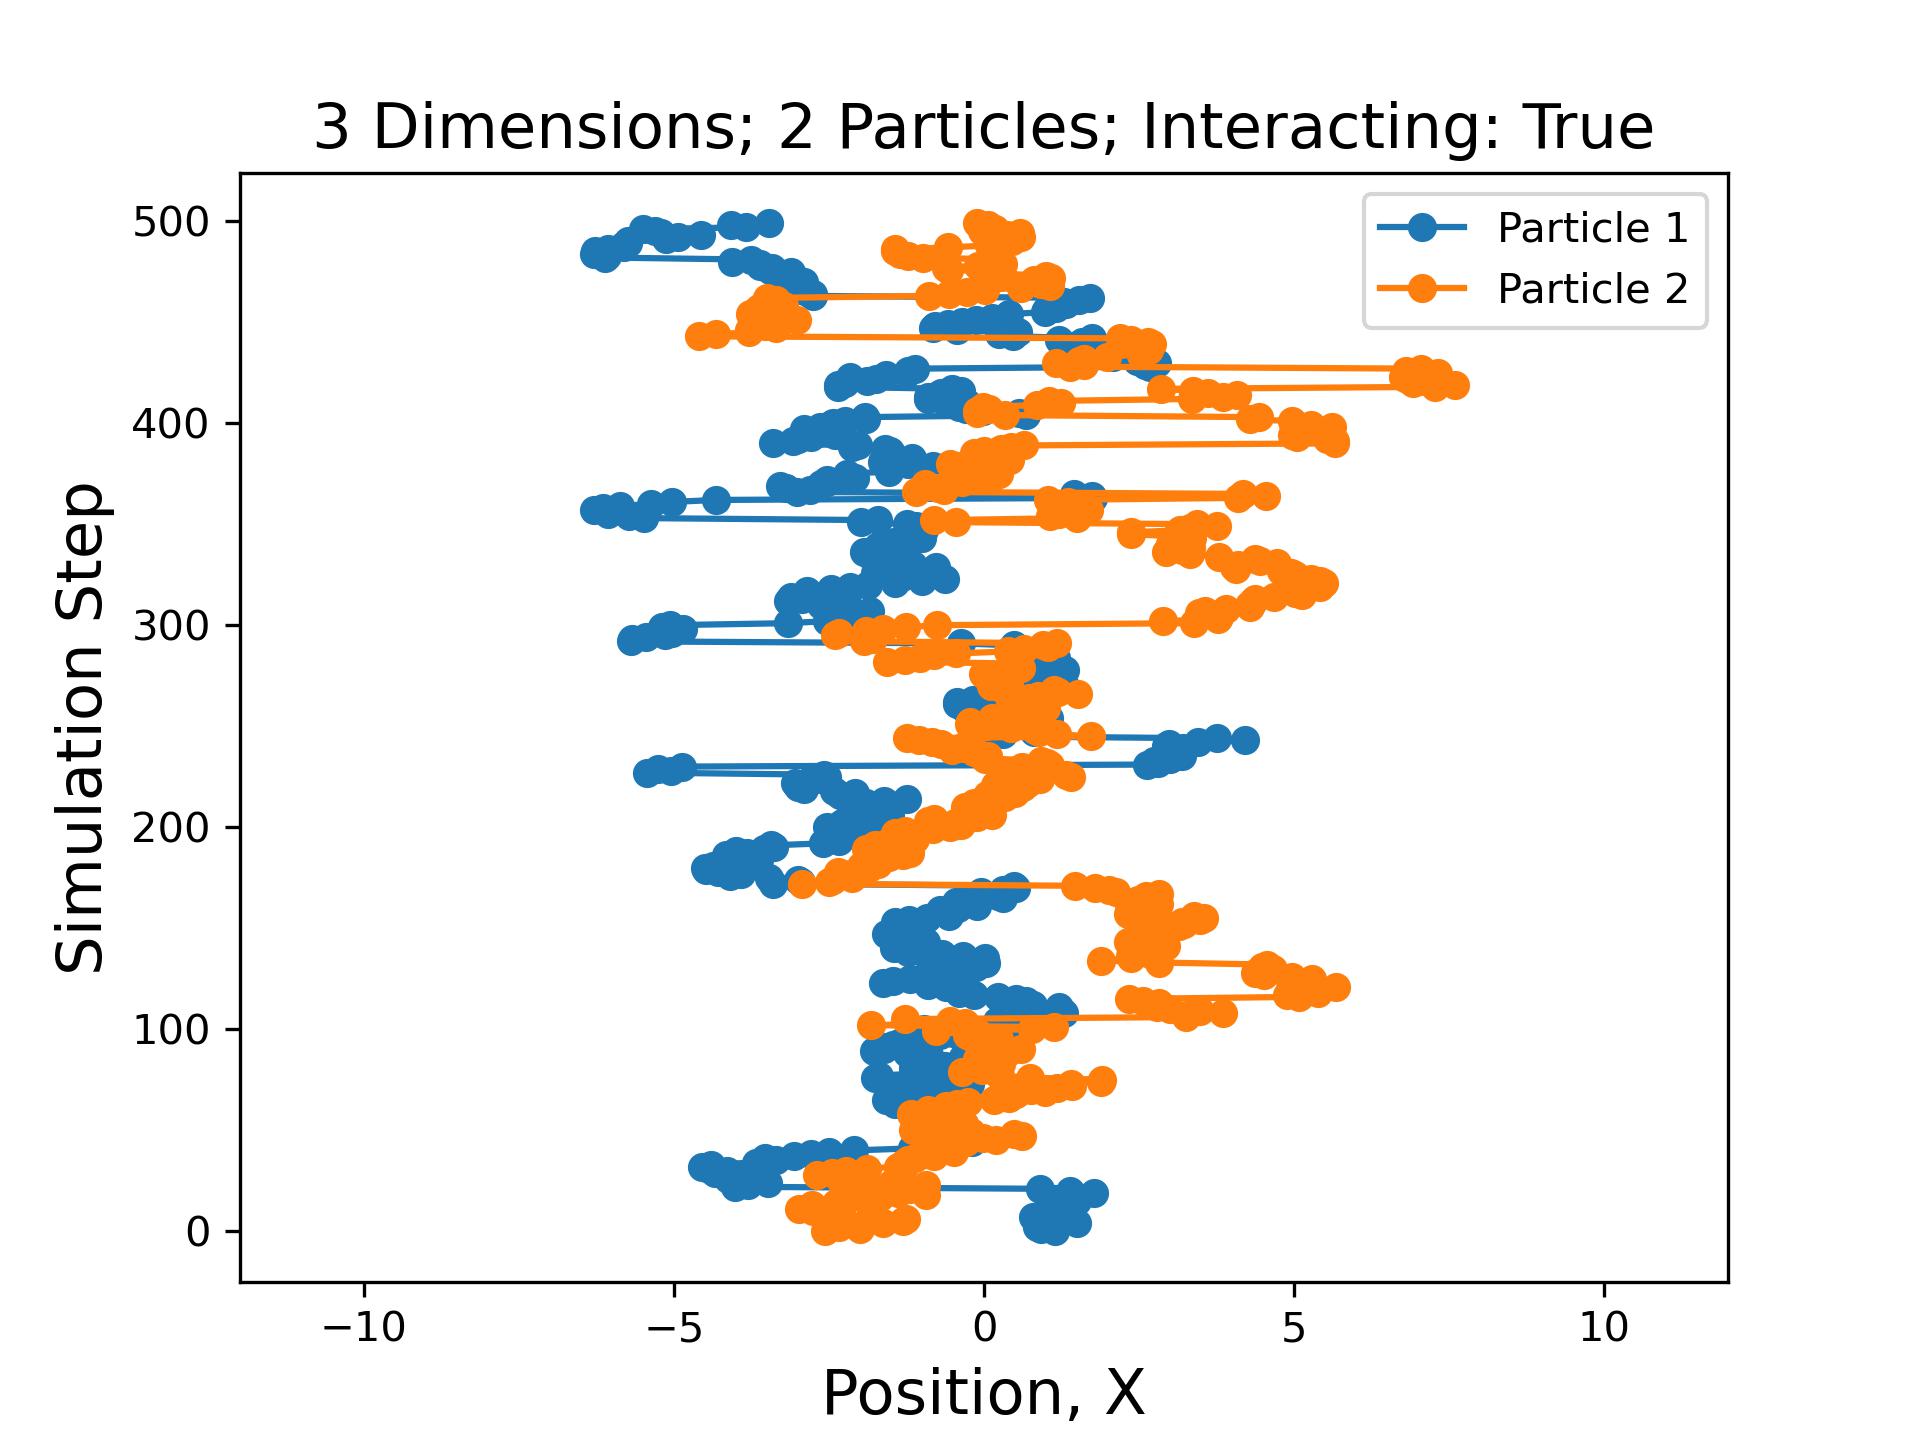 3 Dimensions; 2 Particles; Interacting: True
Particle 1
Particle 2
500
400
300
200
100
0
Simulation Step
−10
−5
0
5
10
Position, X